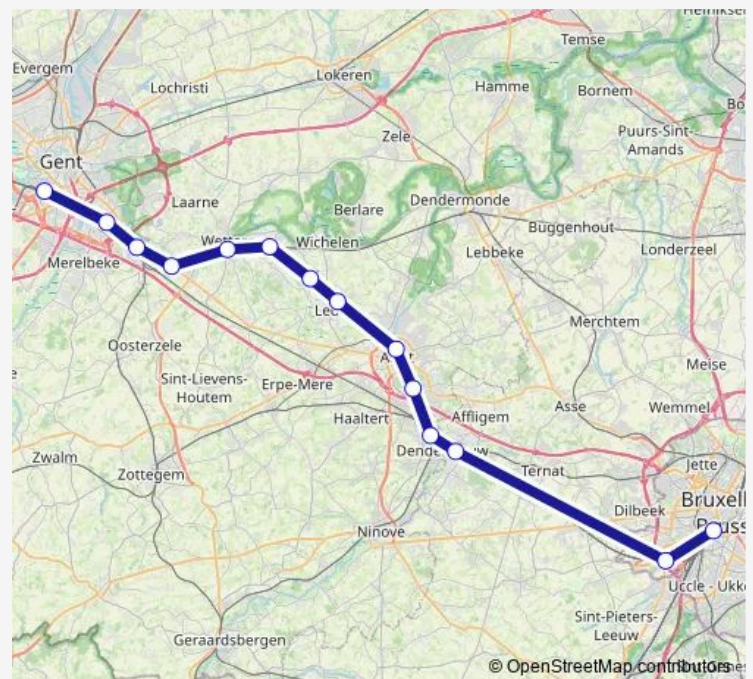 Evergem
Lochristi
Lokeren
Temse
Hamme
Bornem
Puurs-Sint-
Amands
Zele
Gent
Laarne
Berlare
Dendermonde
Buggenhout
Londerzeel
Merelbeke
Wichelen
Lebbeke
Merchtem
Oosterzele
Sint-Lievens-
Houtem
Erpe-Mere
Meise
Haaltert
Affligem
Asse
Wemmel
Zwalm
Zottegem
Ternat
Jette
Dilbeek
Ninove
Sint-Pieters-
Leeuw
Geraardsbergen
© OpenStreetMap contributors